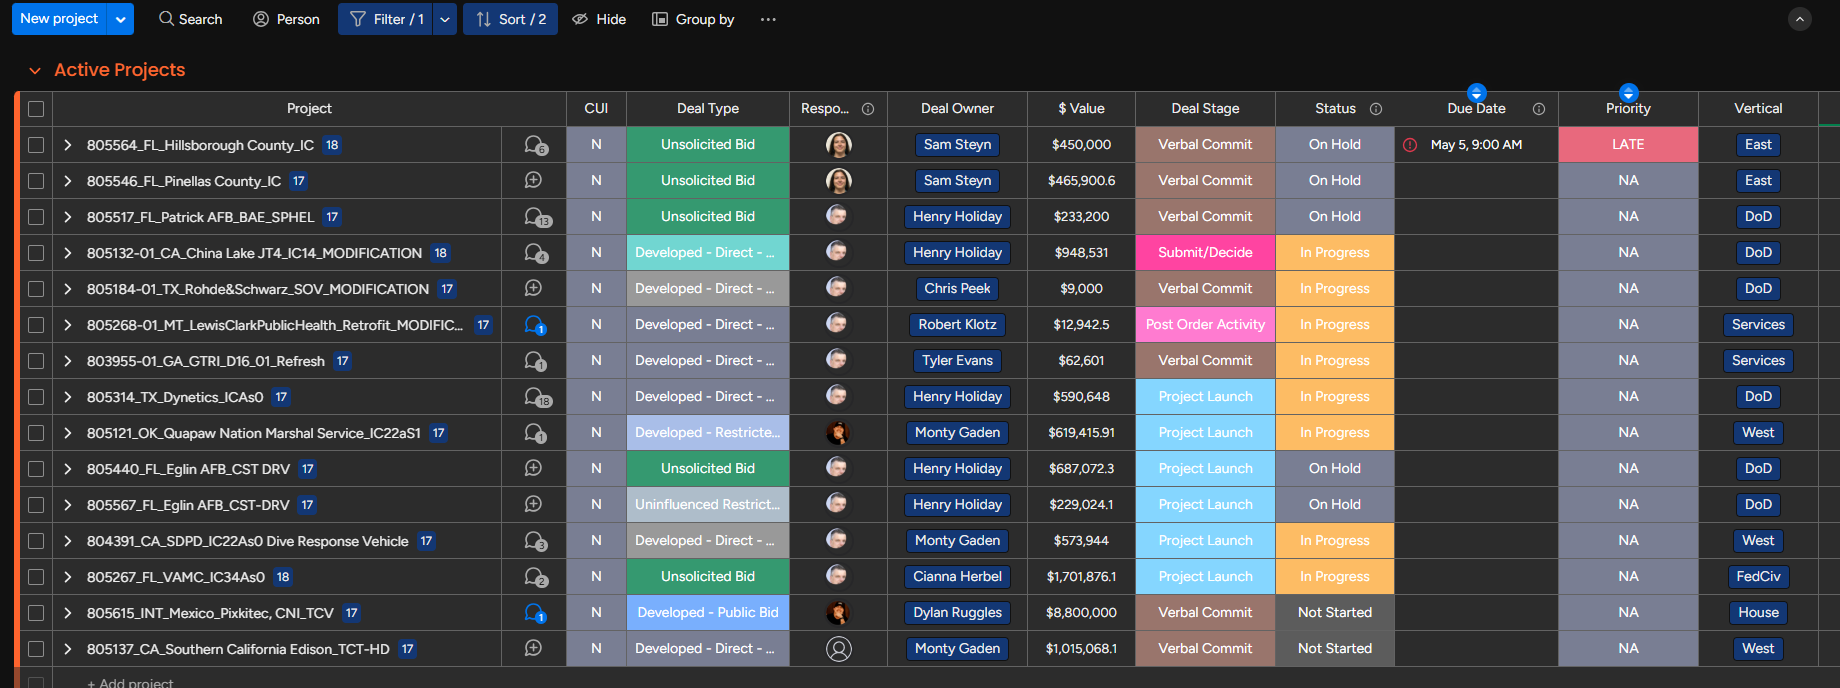 New project Search Person Filter / 1 Sort / 2 Hide Group by
Active Projects
Project CUI Deal Type Respo... Deal Owner $ Value Deal Stage Status Due Date Priority Vertical
805564_FL_Hillsborough County_IC 18 6 N Unsolicited Bid Sam Steyn $450,000 Verbal Commit On Hold May 5, 9:00 AM LATE East
805546_FL_Pinellas County_IC 17 N Unsolicited Bid Sam Steyn $465,900.6 Verbal Commit On Hold NA East
805517_FL_Patrick AFB_BAE_SPHEL 17 13 N Unsolicited Bid Henry Holiday $233,200 Verbal Commit On Hold NA DoD
805132-01_CA_China Lake JT4_IC14_MODIFICATION 18 4 N Developed - Direct - ... Henry Holiday $948,531 Submit/Decide In Progress NA DoD
805184-01_TX_Rohde&Schwarz_SOV_MODIFICATION 17 N Developed - Direct - ... Chris Peek $9,000 Verbal Commit In Progress NA DoD
805268-01_MT_LewisClarkPublicHealth_Retrofit_MODIFIC... 17 1 N Developed - Direct - ... Robert Klotz $12,942.5 Post Order Activity In Progress NA Services
803955-01_GA_GTRI_D16_01_Refresh 17 1 N Developed - Direct - ... Tyler Evans $62,601 Verbal Commit In Progress NA Services
805314_TX_Dynetics_ICAs0 17 18 N Developed - Direct - ... Henry Holiday $590,648 Project Launch In Progress NA DoD
805121_OK_Quapaw Nation Marshal Service_IC22aS1 17 1 N Developed - Restricte... Monty Gaden $619,415.91 Project Launch In Progress NA West
805440_FL_Eglin AFB_CST DRV 17 N Unsolicited Bid Henry Holiday $687,072.3 Project Launch On Hold NA DoD
805567_FL_Eglin AFB_CST-DRV 17 N Uninfluenced Restrict... Henry Holiday $229,024.1 Project Launch On Hold NA DoD
804391_CA_SDPD_IC22As0 Dive Response Vehicle 17 3 N Developed - Direct - ... Monty Gaden $573,944 Project Launch In Progress NA West
805267_FL_VAMC_IC34As0 18 2 N Unsolicited Bid Cianna Herbel $1,701,876.1 Project Launch In Progress NA FedCiv
805615_INT_Mexico_Pixkitec, CNI_TCV 17 1 N Developed - Public Bid Dylan Ruggles $8,800,000 Verbal Commit Not Started NA House
805137_CA_Southern California Edison_TCT-HD 17 N Developed - Direct - ... Monty Gaden $1,015,068.1 Verbal Commit Not Started NA West
+ Add project